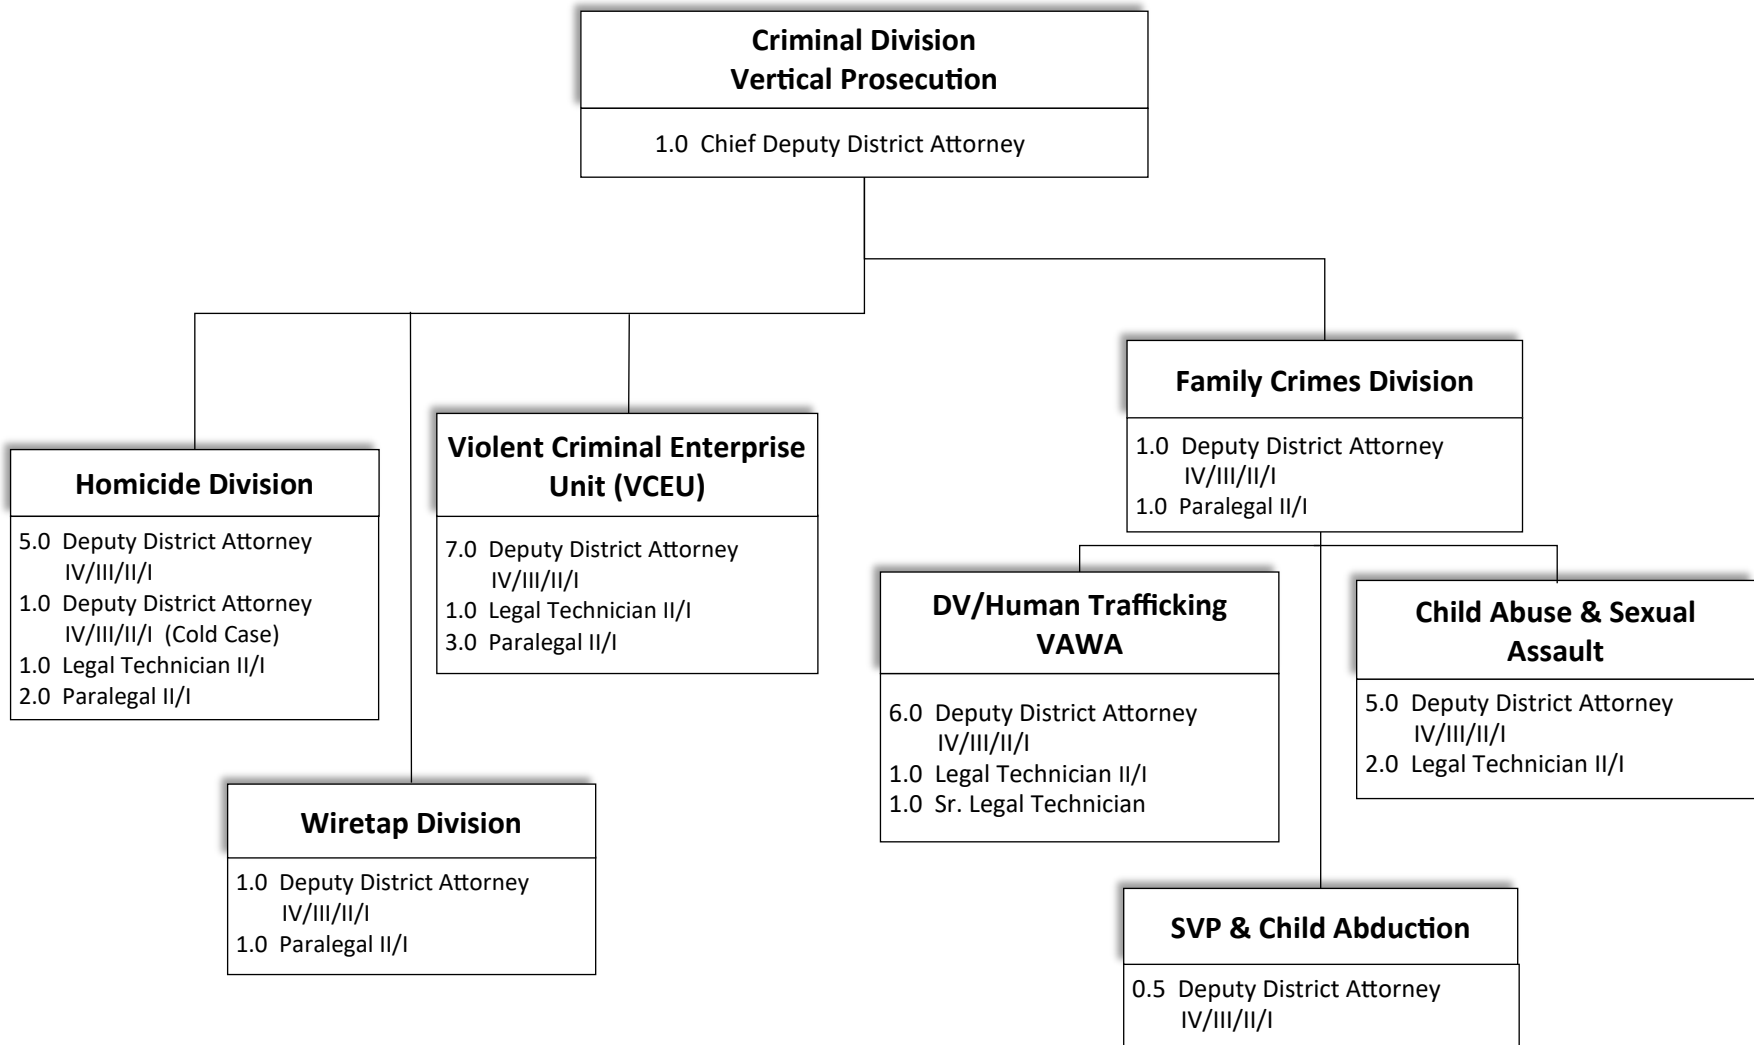 Criminal Division
Vertical Prosecution
1.0 Chief Deputy District Attorney
Homicide Division
5.0 Deputy District Attorney
IV/III/II/I
1.0 Deputy District Attorney
IV/III/II/I (Cold Case)
1.0 Legal Technician II/I
2.0 Paralegal II/I
Violent Criminal Enterprise
Unit (VCEU)
7.0 Deputy District Attorney
IV/III/II/I
1.0 Legal Technician II/I
3.0 Paralegal II/I
Wiretap Division
1.0 Deputy District Attorney
IV/III/II/I
1.0 Paralegal II/I
Family Crimes Division
1.0 Deputy District Attorney
IV/III/II/I
1.0 Paralegal II/I
DV/Human Trafficking
VAWA
6.0 Deputy District Attorney
IV/III/II/I
1.0 Legal Technician II/I
1.0 Sr. Legal Technician
Child Abuse & Sexual
Assault
5.0 Deputy District Attorney
IV/III/II/I
2.0 Legal Technician II/I
SVP & Child Abduction
0.5 Deputy District Attorney
IV/III/II/I